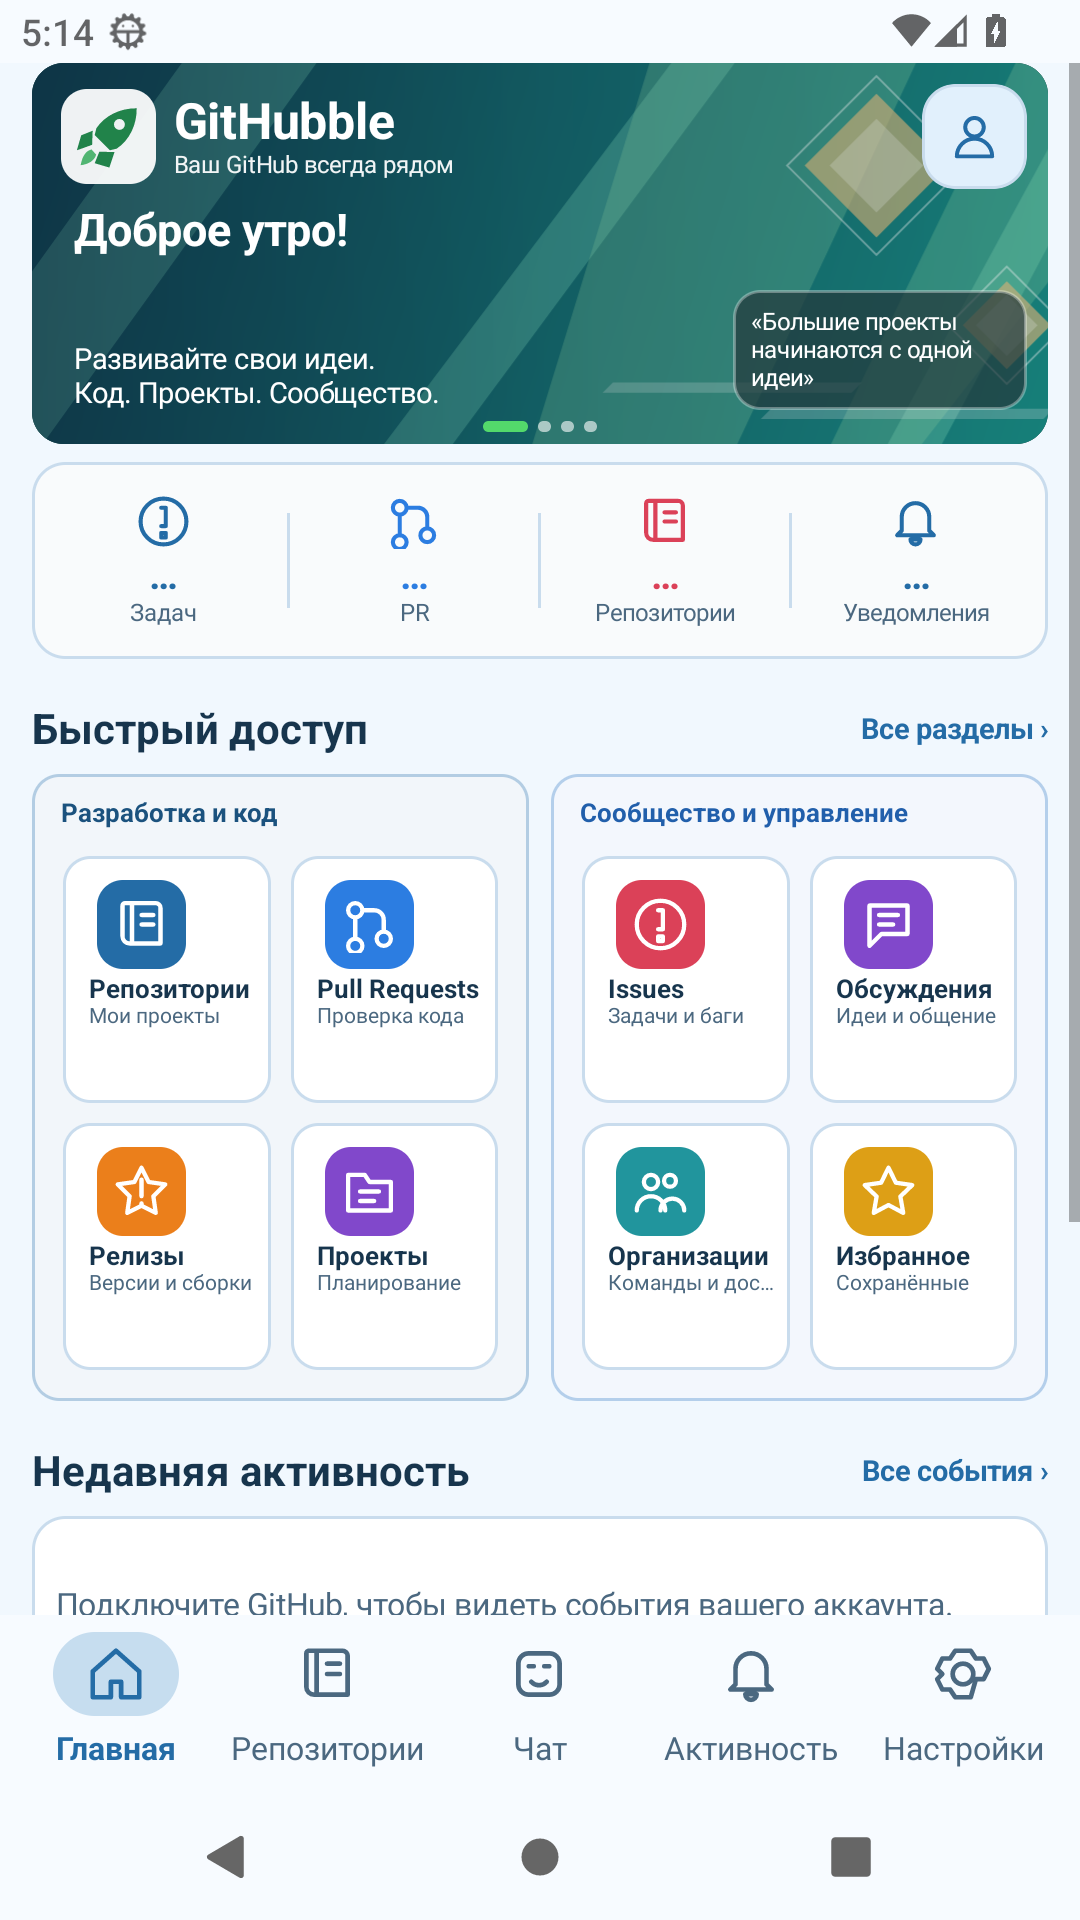 5:14
GitHubble
Ваш GitHub всегда рядом
Доброе утро!
Развивайте свои идеи.
Код. Проекты. Сообщество.
«Большие проекты
начинаются с одной
идеи»
... ... ... ...
Задач PR Репозитории Уведомления
Быстрый доступ Все разделы ›
Разработка и код
Репозитории Pull Requests
Мои проекты Проверка кода
Релизы Проекты
Версии и сборки Планирование
Сообщество и управление
Issues Обсуждения
Задачи и баги Идеи и общение
Организации Избранное
Команды и дос... Сохранённые
Недавняя активность Все события ›
Подключите GitHub, чтобы видеть события вашего аккаунта.
Главная Репозитории Чат Активность Настройки